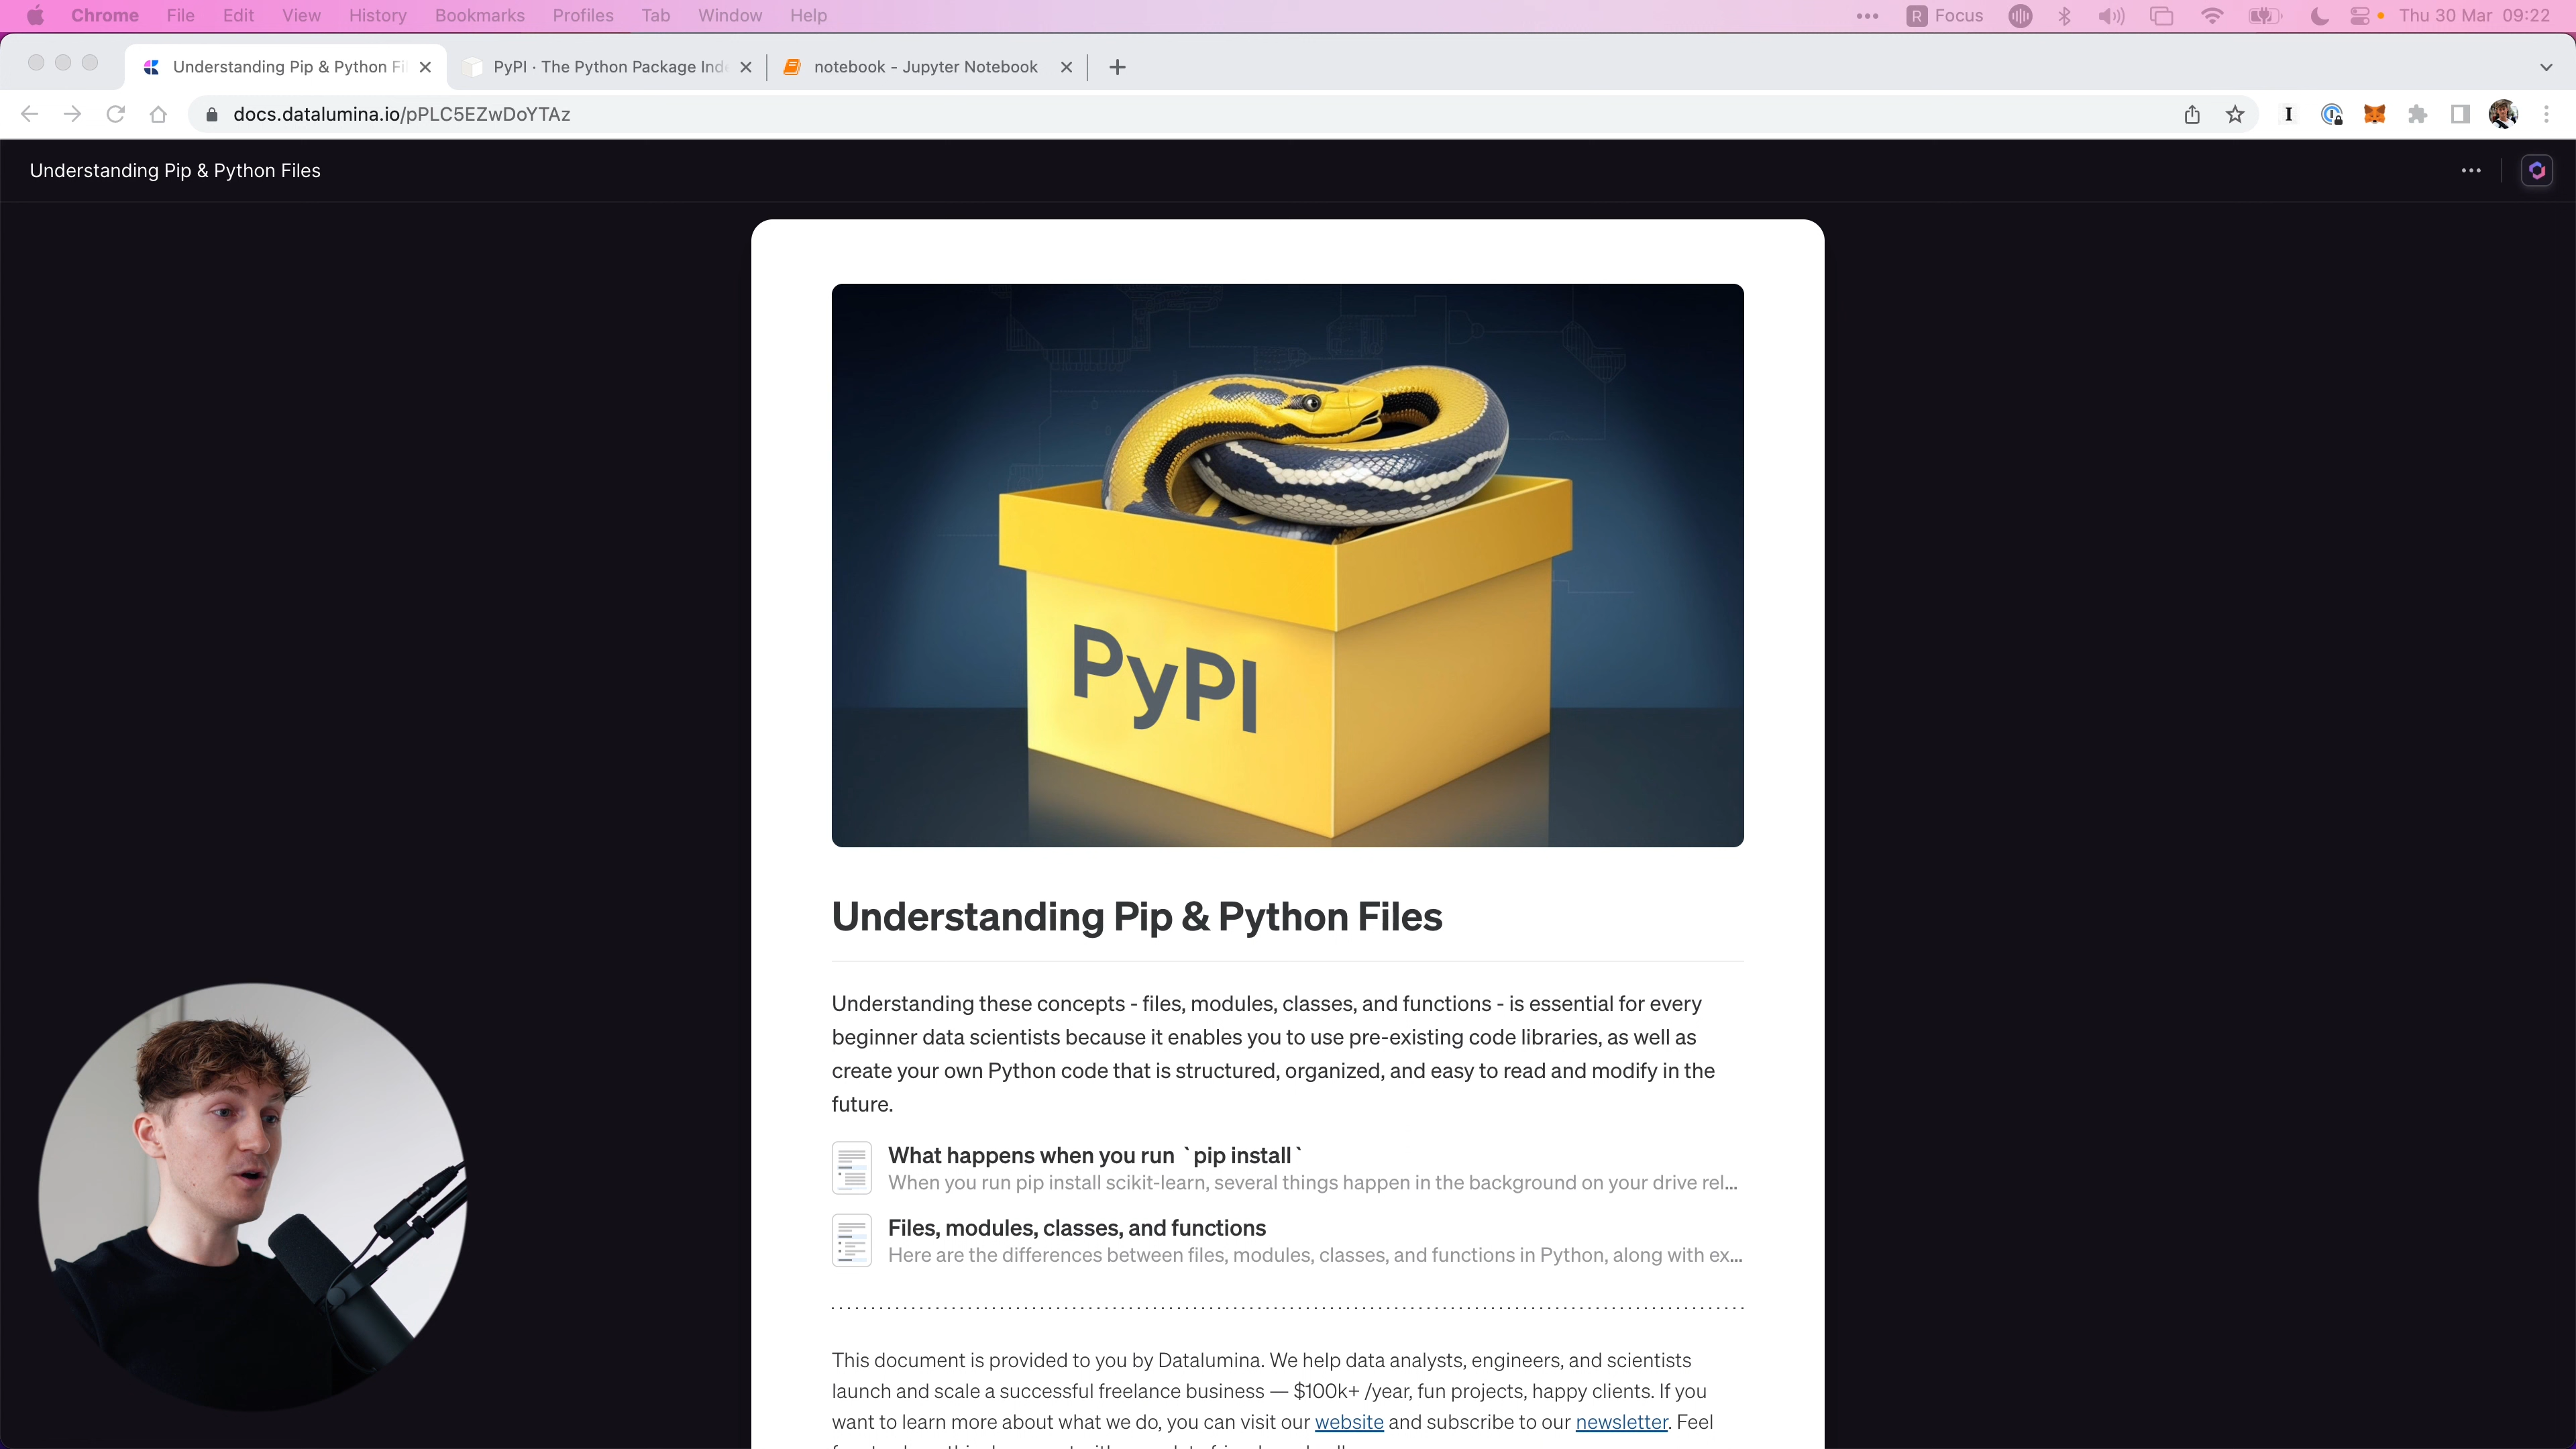 Chrome File Edit View History Bookmarks Profiles Tab Window Help
R Focus Thu 30 Mar 09:22
Understanding Pip & Python Fi
PyPI · The Python Package Ind
notebook - Jupyter Notebook
docs.datalumina.io/pPLC5EZwDoYTAz
Understanding Pip & Python Files
PyPI
Understanding Pip & Python Files
Understanding these concepts - files, modules, classes, and functions - is essential for every
beginner data scientists because it enables you to use pre-existing code libraries, as well as
create your own Python code that is structured, organized, and easy to read and modify in the
future.
What happens when you run `pip install`
When you run pip install scikit-learn, several things happen in the background on your drive rel...
Files, modules, classes, and functions
Here are the differences between files, modules, classes, and functions in Python, along with ex...
This document is provided to you by Datalumina. We help data analysts, engineers, and scientists
launch and scale a successful freelance business — $100k+ /year, fun projects, happy clients. If you
want to learn more about what we do, you can visit our website and subscribe to our newsletter. Feel